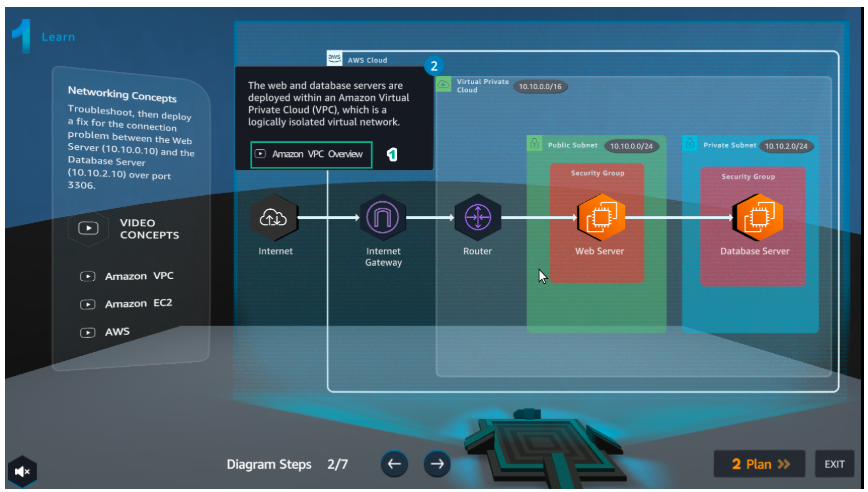 1 Learn
Networking Concepts
Troubleshoot, then deploy
a fix for the connection
problem between the Web
Server (10.10.0.10) and the
Database Server
(10.10.2.10) over port
3306.
VIDEO
CONCEPTS
Amazon VPC
Amazon EC2
AWS
aws AWS Cloud
2
The web and database servers are
deployed within an Amazon Virtual
Private Cloud (VPC), which is a
logically isolated virtual network.
Amazon VPC Overview 1
Virtual Private
Cloud
10.10.0.0/16
Public Subnet 10.10.0.0/24
Private Subnet 10.10.2.0/24
Security Group
Security Group
Internet
Internet
Gateway
Router
Web Server
Database Server
Diagram Steps 2/7
2 Plan
EXIT